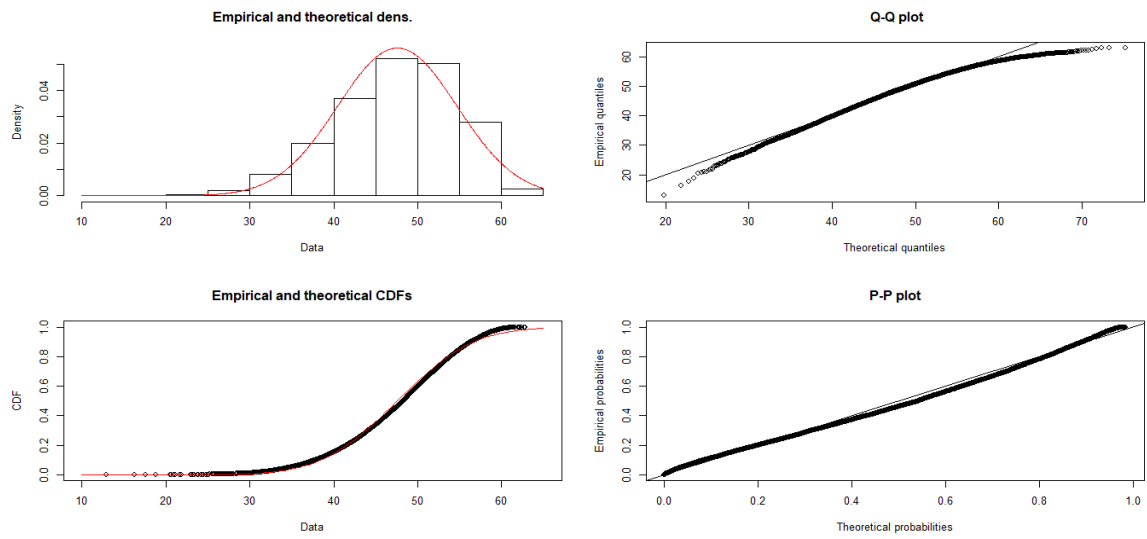 Empirical and theoretical dens.
Density
0.00
0.02
0.04
10 20 30 40 50 60
Data
Q-Q plot
Empirical quantiles
20 30 40 50 60
20 30 40 50 60 70
Theoretical quantiles
Empirical and theoretical CDFs
CDF
0.0 0.2 0.4 0.6 0.8 1.0
10 20 30 40 50 60
Data
P-P plot
Empirical probabilities
0.0 0.2 0.4 0.6 0.8 1.0
0.0 0.2 0.4 0.6 0.8 1.0
Theoretical probabilities